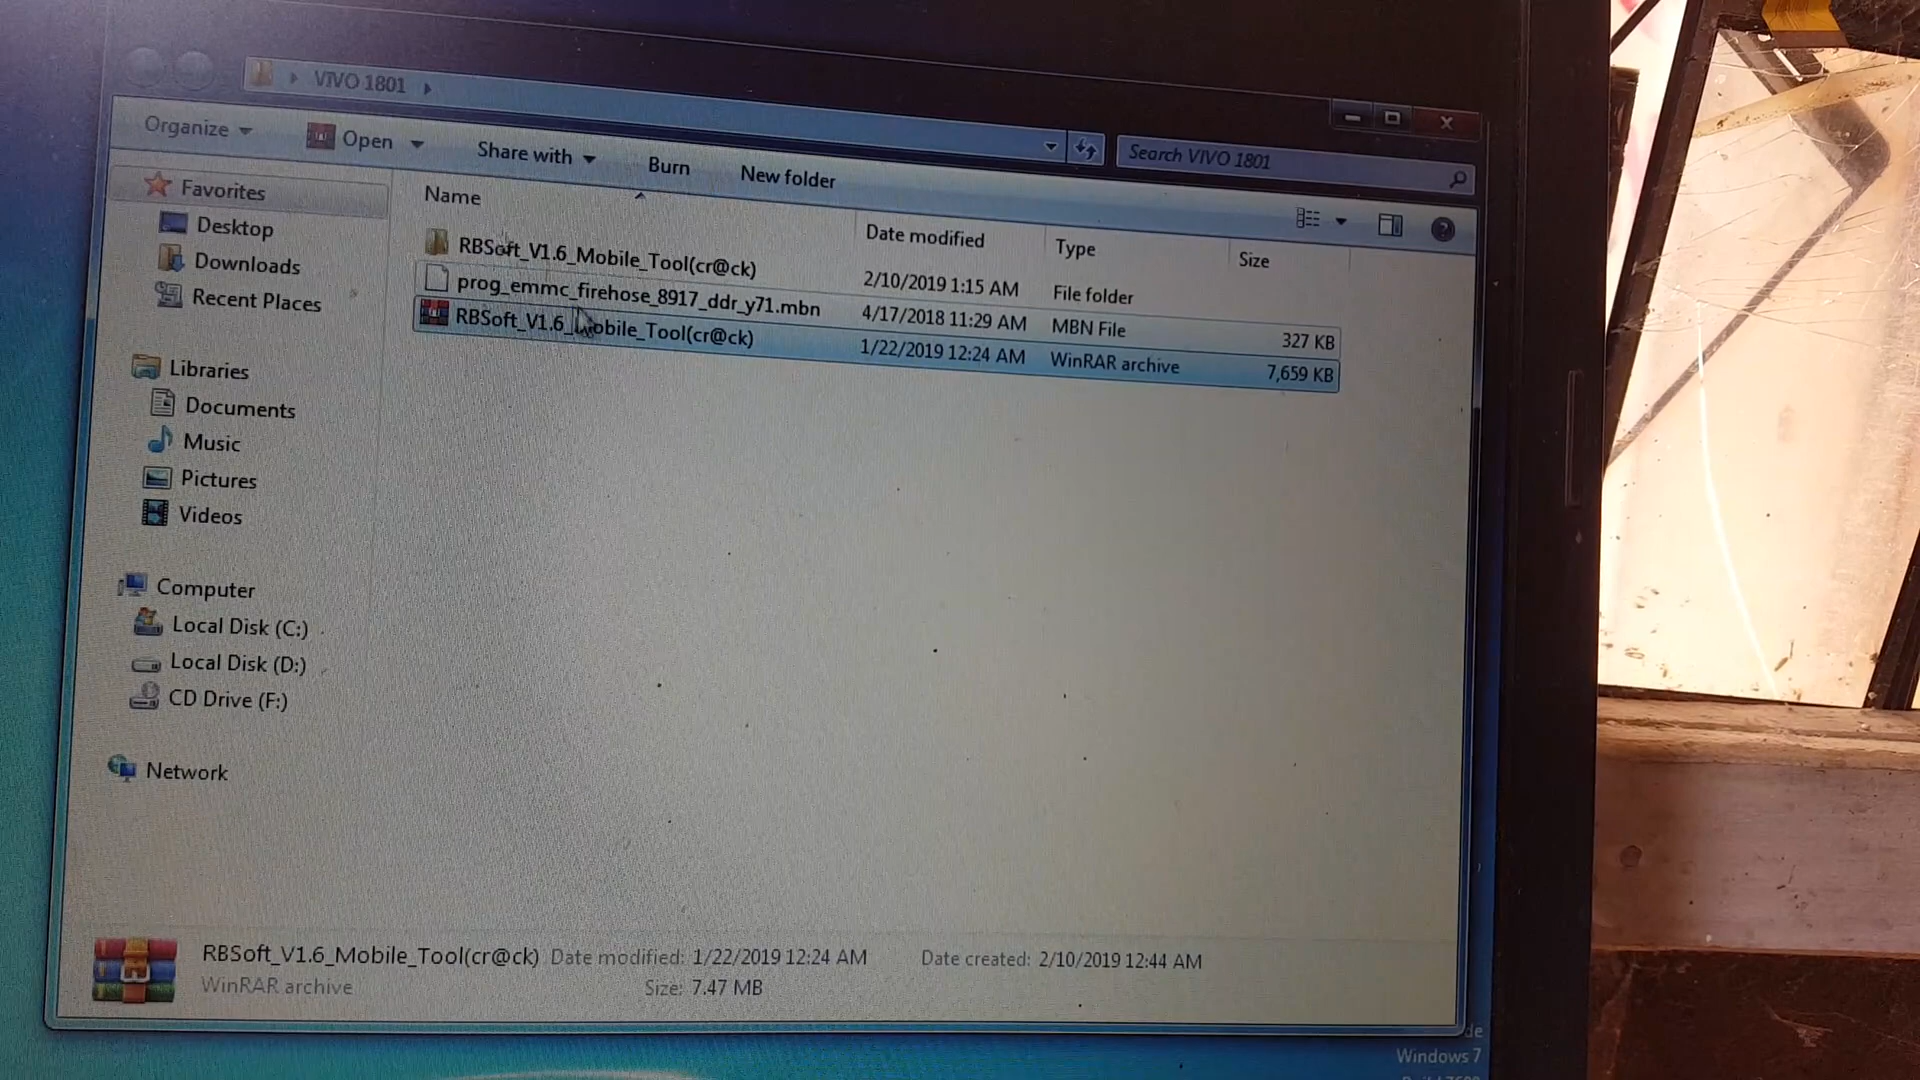 VIVO 1801
Search VIVO 1801
Organize
Open
Share with
Burn
New folder
Favorites
Desktop
Downloads
Recent Places
Libraries
Documents
Music
Pictures
Videos
Computer
Local Disk (C:)
Local Disk (D:)
CD Drive (F:)
Network
Name Date modified Type Size
RBSoft_V1.6_Mobile_Tool(cr@ck) 2/10/2019 1:15 AM File folder
prog_emmc_firehose_8917_ddr_y71.mbn 4/17/2018 11:29 AM MBN File 327 KB
RBSoft_V1.6_Mobile_Tool(cr@ck) 1/22/2019 12:24 AM WinRAR archive 7,659 KB
RBSoft_V1.6_Mobile_Tool(cr@ck) Date modified: 1/22/2019 12:24 AM Date created: 2/10/2019 12:44 AM
WinRAR archive Size: 7.47 MB
Windows 7